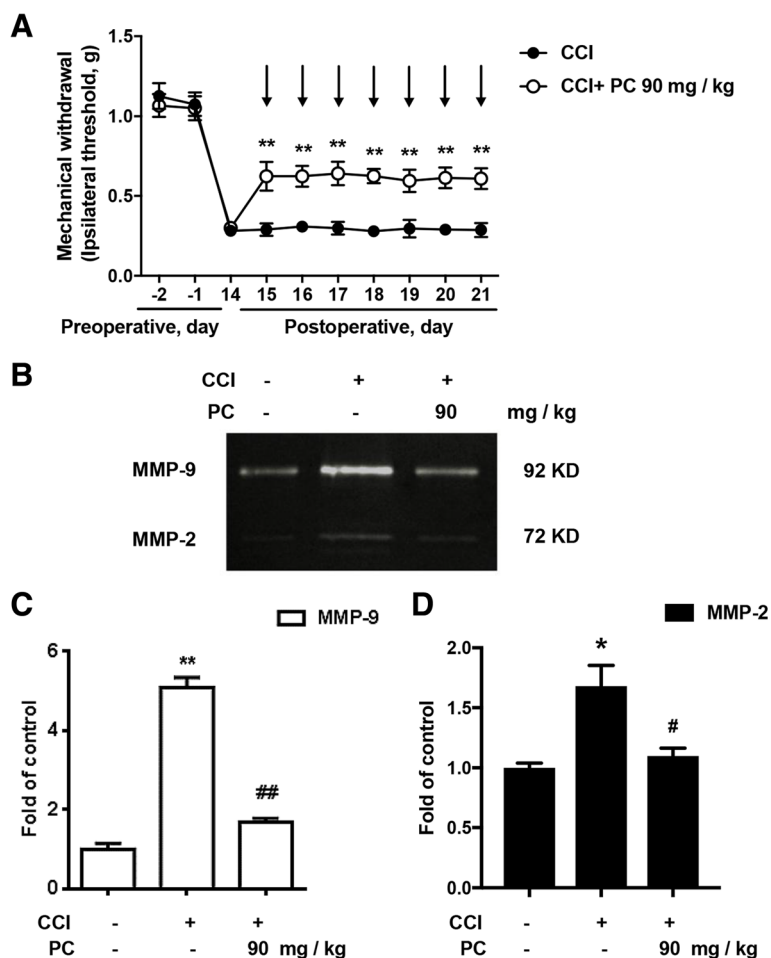 A
Mechanical withdrawal
(Ipsilateral threshold, g)
1.5
1.0
0.5
0.0
CCI
CCI+ PC 90 mg / kg
** ** ** ** ** ** **
-2 -1 14 15 16 17 18 19 20 21
Preoperative, day Postoperative, day
B
CCI - + +
PC - - 90 mg / kg
MMP-9 92 KD
MMP-2 72 KD
C
MMP-9
Fold of control
6
4
2
0
**
##
CCI - + +
PC - - 90 mg / kg
D
MMP-2
Fold of control
2.0
1.5
1.0
0.5
0.0
*
#
CCI - + +
PC - - 90 mg / kg